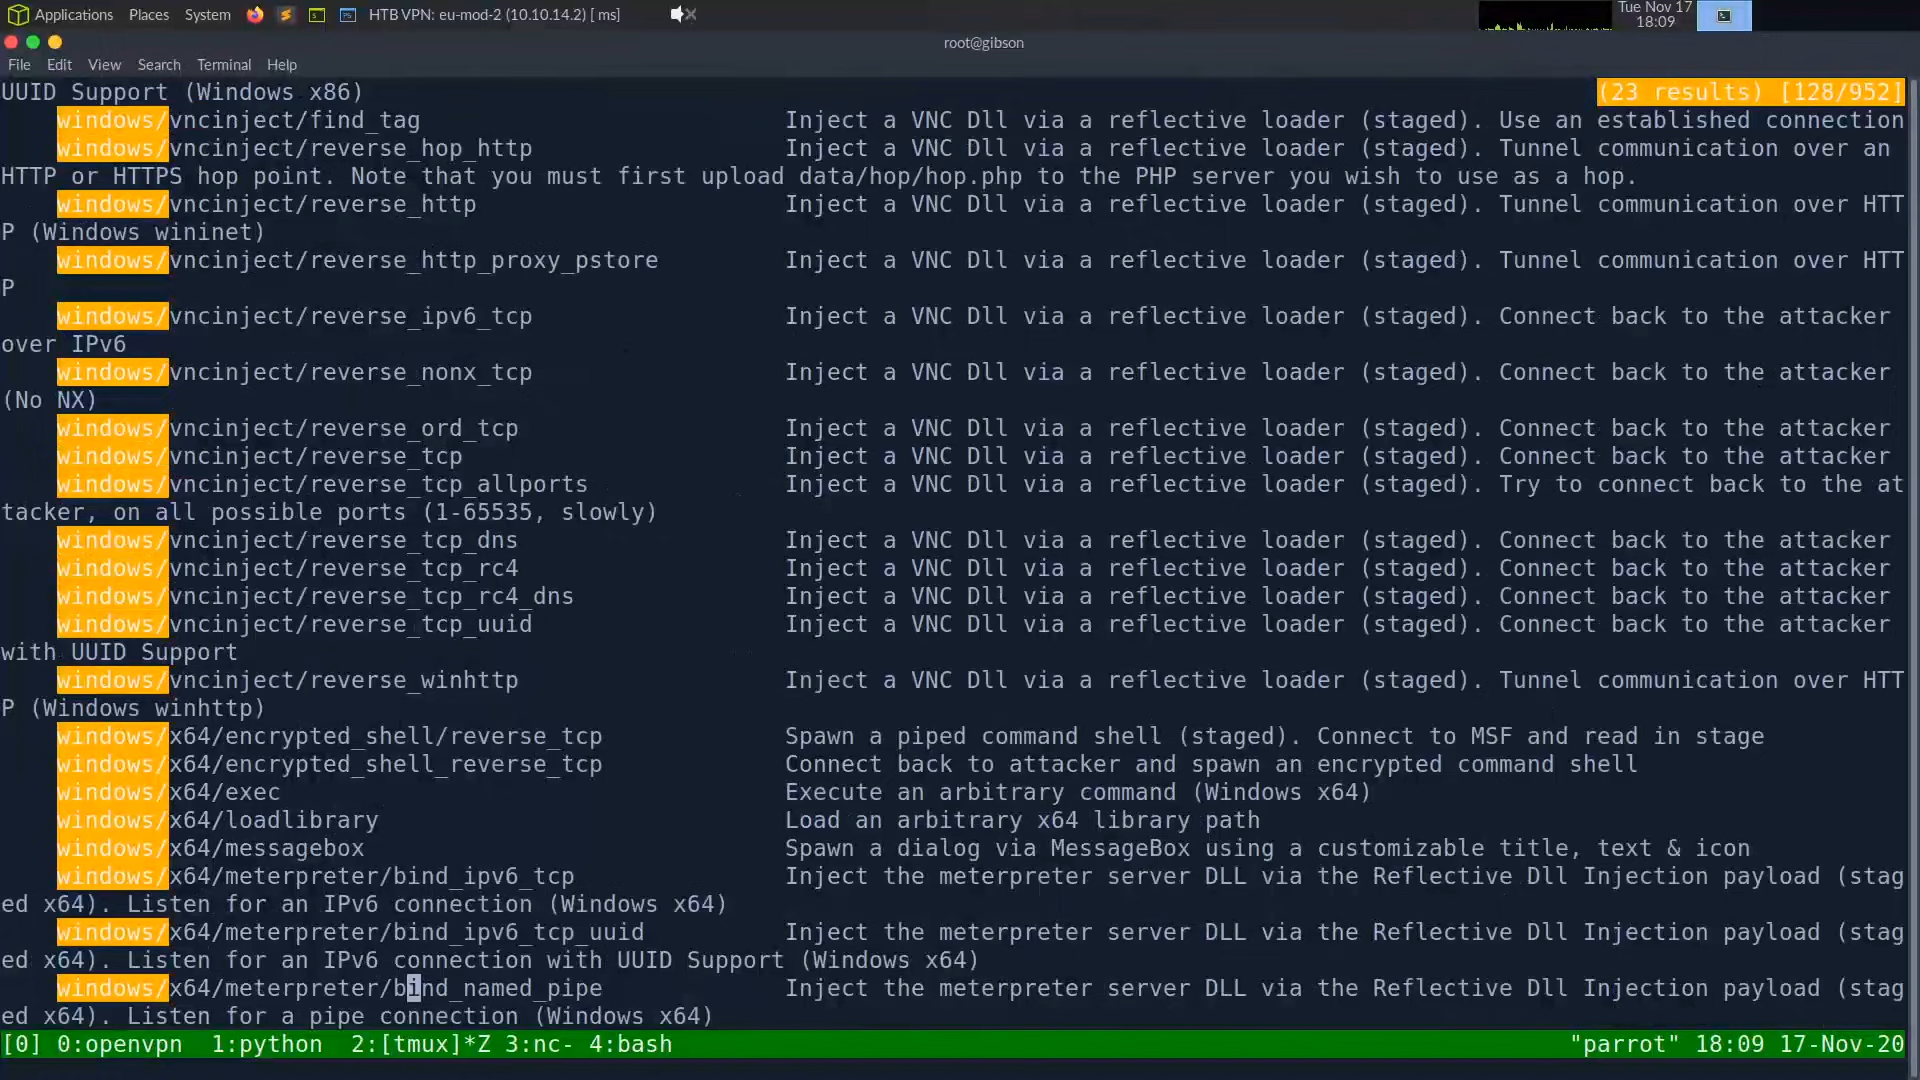 Applications Places System HTB VPN: eu-mod-2 (10.10.14.2) [ ms] Tue Nov 17
18:09
root@gibson
File Edit View Search Terminal Help
UUID Support (Windows x86) (23 results) [128/952]
windows/vncinject/find_tag Inject a VNC Dll via a reflective loader (staged). Use an established connection
windows/vncinject/reverse_hop_http Inject a VNC Dll via a reflective loader (staged). Tunnel communication over an
HTTP or HTTPS hop point. Note that you must first upload data/hop/hop.php to the PHP server you wish to use as a hop.
windows/vncinject/reverse_http Inject a VNC Dll via a reflective loader (staged). Tunnel communication over HTT
P (Windows wininet)
windows/vncinject/reverse_http_proxy_pstore Inject a VNC Dll via a reflective loader (staged). Tunnel communication over HTT
P
windows/vncinject/reverse_ipv6_tcp Inject a VNC Dll via a reflective loader (staged). Connect back to the attacker
over IPv6
windows/vncinject/reverse_nonx_tcp Inject a VNC Dll via a reflective loader (staged). Connect back to the attacker
(No NX)
windows/vncinject/reverse_ord_tcp Inject a VNC Dll via a reflective loader (staged). Connect back to the attacker
windows/vncinject/reverse_tcp Inject a VNC Dll via a reflective loader (staged). Connect back to the attacker
windows/vncinject/reverse_tcp_allports Inject a VNC Dll via a reflective loader (staged). Try to connect back to the at
tacker, on all possible ports (1-65535, slowly)
windows/vncinject/reverse_tcp_dns Inject a VNC Dll via a reflective loader (staged). Connect back to the attacker
windows/vncinject/reverse_tcp_rc4 Inject a VNC Dll via a reflective loader (staged). Connect back to the attacker
windows/vncinject/reverse_tcp_rc4_dns Inject a VNC Dll via a reflective loader (staged). Connect back to the attacker
windows/vncinject/reverse_tcp_uuid Inject a VNC Dll via a reflective loader (staged). Connect back to the attacker
with UUID Support
windows/vncinject/reverse_winhttp Inject a VNC Dll via a reflective loader (staged). Tunnel communication over HTT
P (Windows winhttp)
windows/x64/encrypted_shell/reverse_tcp Spawn a piped command shell (staged). Connect to MSF and read in stage
windows/x64/encrypted_shell_reverse_tcp Connect back to attacker and spawn an encrypted command shell
windows/x64/exec Execute an arbitrary command (Windows x64)
windows/x64/loadlibrary Load an arbitrary x64 library path
windows/x64/messagebox Spawn a dialog via MessageBox using a customizable title, text & icon
windows/x64/meterpreter/bind_ipv6_tcp Inject the meterpreter server DLL via the Reflective Dll Injection payload (stag
ed x64). Listen for an IPv6 connection (Windows x64)
windows/x64/meterpreter/bind_ipv6_tcp_uuid Inject the meterpreter server DLL via the Reflective Dll Injection payload (stag
ed x64). Listen for an IPv6 connection with UUID Support (Windows x64)
windows/x64/meterpreter/bind_named_pipe Inject the meterpreter server DLL via the Reflective Dll Injection payload (stag
ed x64). Listen for a pipe connection (Windows x64)
[0] 0:openvpn 1:python 2:[tmux]*Z 3:nc- 4:bash "parrot" 18:09 17-Nov-20